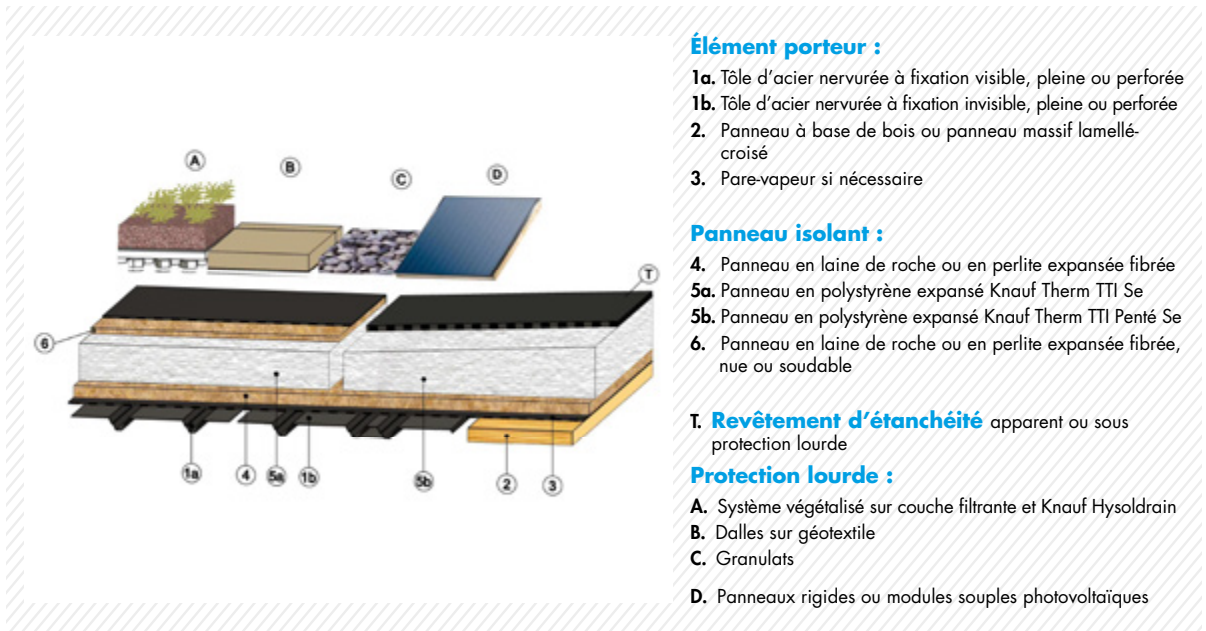 A
B
C
D
T
6
1a
4
5a
1b
5b
2
3
Élément porteur :
1a. Tôle d'acier nervurée à fixation visible, pleine ou perforée
1b. Tôle d'acier nervurée à fixation invisible, pleine ou perforée
2. Panneau à base de bois ou panneau massif lamellé-
croisé
3. Pare-vapeur si nécessaire
Panneau isolant :
4. Panneau en laine de roche ou en perlite expansée fibrée
5a. Panneau en polystyrène expansé Knauf Therm TTI Se
5b. Panneau en polystyrène expansé Knauf Therm TTI Penté Se
6. Panneau en laine de roche ou en perlite expansée fibrée,
nue ou soudable
T. Revêtement d'étanchéité apparent ou sous
protection lourde
Protection lourde :
A. Système végétalisé sur couche filtrante et Knauf Hysoldrain
B. Dalles sur géotextile
C. Granulats
D. Panneaux rigides ou modules souples photovoltaïques